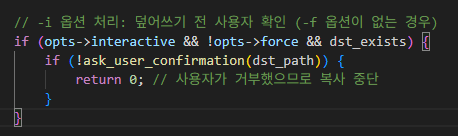 // -i 옵션 처리: 덮어쓰기 전 사용자 확인 (-f 옵션이 없는 경우)
if (opts->interactive && !opts->force && dst_exists) {
    if (!ask_user_confirmation(dst_path)) {
        return 0; // 사용자가 거부했으므로 복사 중단
    }
}